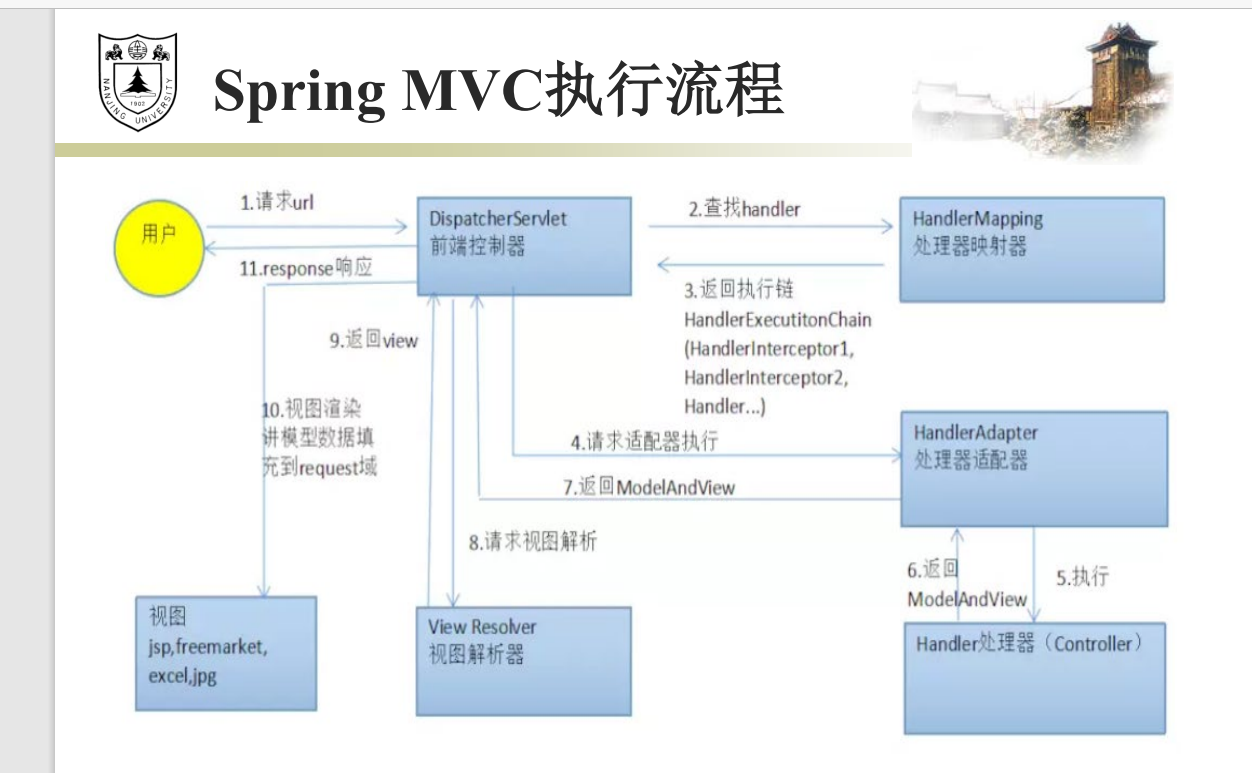 NANJING UNIVERSITY
1902
Spring MVC执行流程
用户
1.请求url
11.response响应
DispatcherServlet
前端控制器
2.查找handler
HandlerMapping
处理器映射器
3.返回执行链
HandlerExecutitonChain
(HandlerInterceptor1,
HandlerInterceptor2,
Handler...)
9.返回view
10.视图渲染
讲模型数据填
充到request域
4.请求适配器执行
HandlerAdapter
处理器适配器
7.返回ModelAndView
8.请求视图解析
6.返回
ModelAndView
5.执行
视图
jsp,freemarket,
excel,jpg
View Resolver
视图解析器
Handler处理器（Controller）